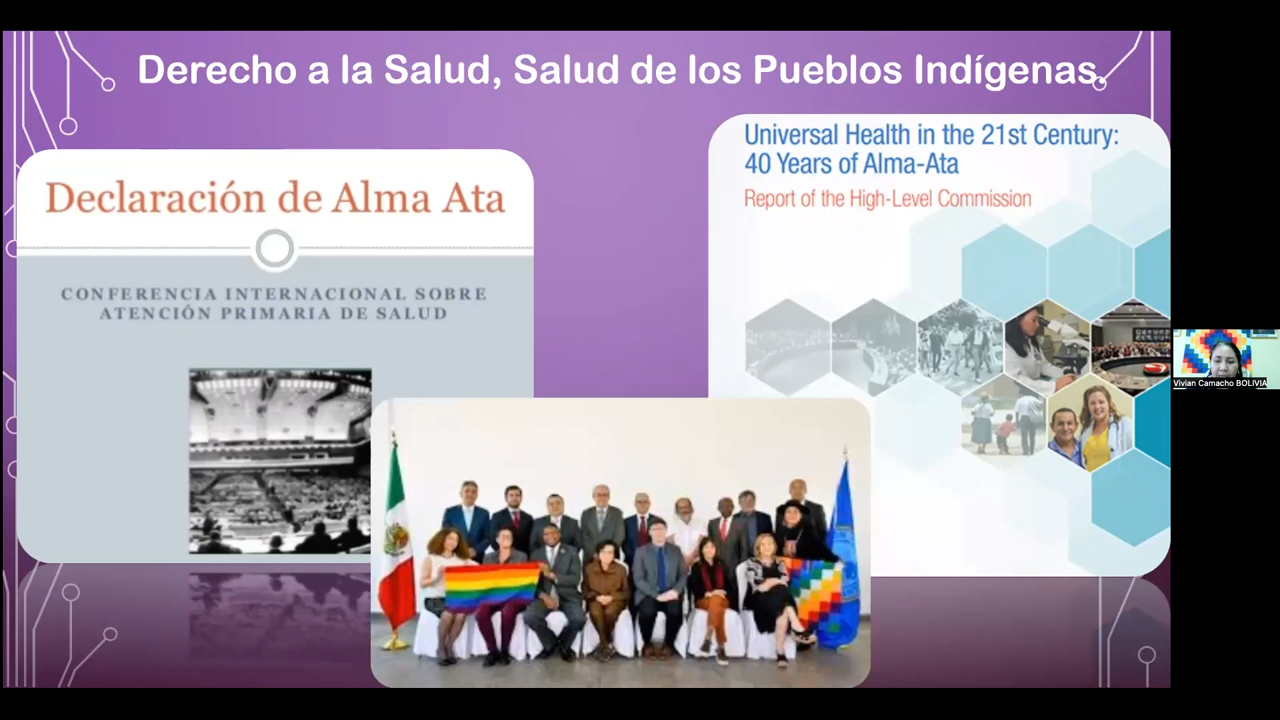 Derecho a la Salud, Salud de los Pueblos Indígenas.
Declaración de Alma Ata
CONFERENCIA INTERNACIONAL SOBRE
ATENCIÓN PRIMARIA DE SALUD
Universal Health in the 21st Century:
40 Years of Alma-Ata
Report of the High-Level Commission
Vivian Camacho BOLIVIA